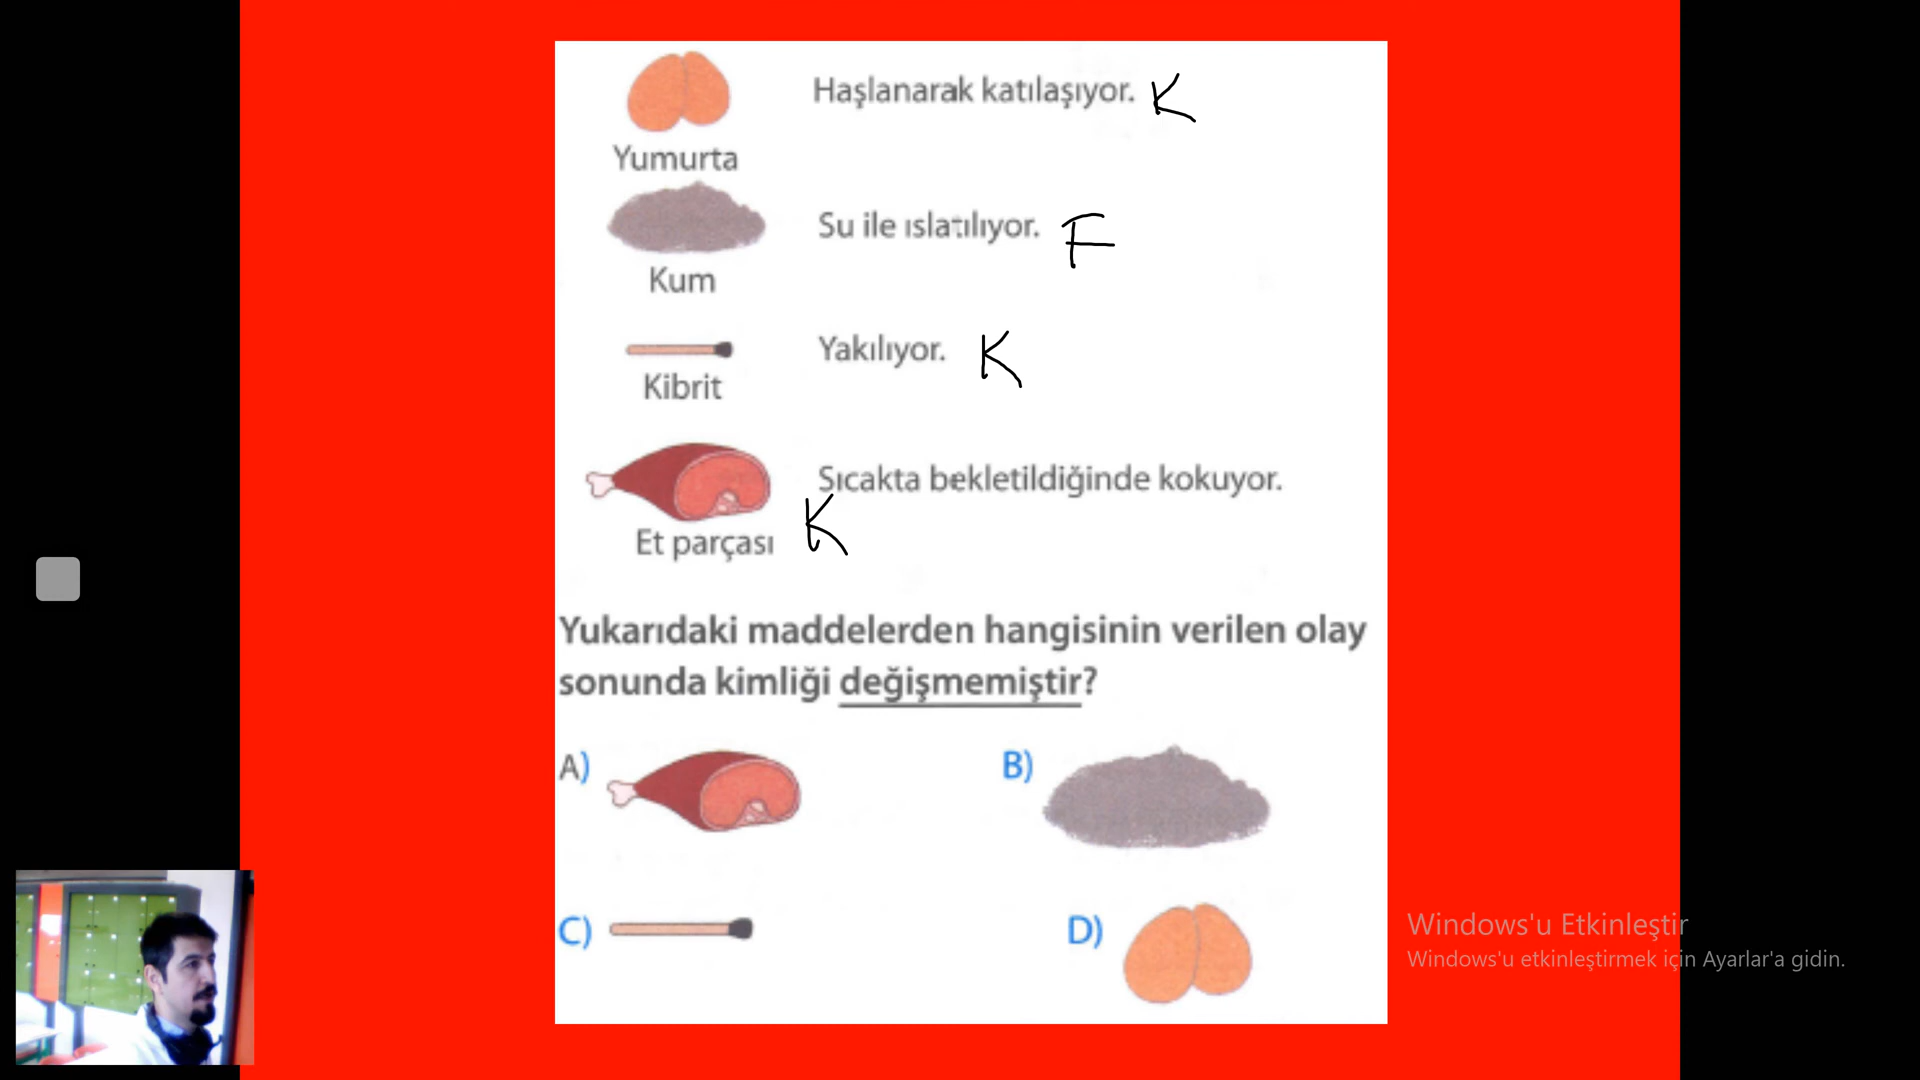 Haşlanarak katılaşıyor. K
Yumurta
Su ile ıslatılıyor. F
Kum
Yakılıyor. K
Kibrit
Sıcakta bekletildiğinde kokuyor.
K
Et parçası
Yukarıdaki maddelerden hangisinin verilen olay
sonunda kimliği değişmemiştir?
A)
B)
C)
D)
Windows'u Etkinleştir
Windows'u etkinleştirmek için Ayarlar'a gidin.